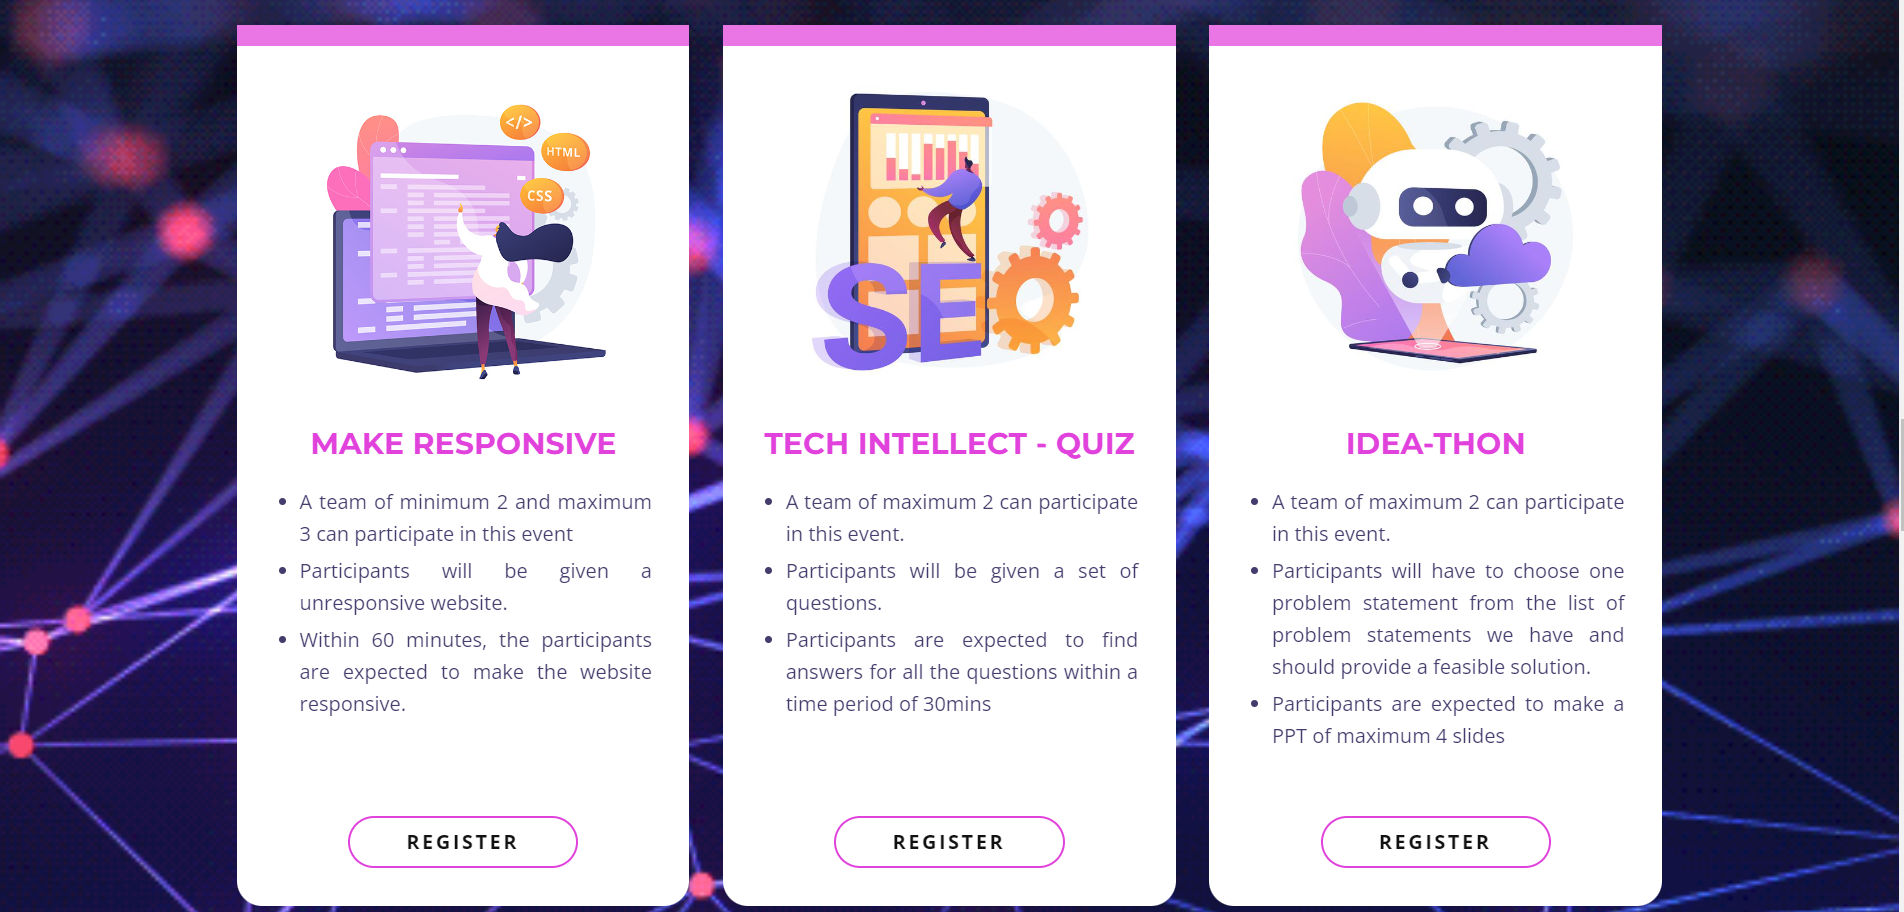 </>
HTML
CSS
MAKE RESPONSIVE
• A team of minimum 2 and maximum
3 can participate in this event
• Participants will be given a
unresponsive website.
• Within 60 minutes, the participants
are expected to make the website
responsive.
REGISTER
SEO
TECH INTELLECT - QUIZ
• A team of maximum 2 can participate
in this event.
• Participants will be given a set of
questions.
• Participants are expected to find
answers for all the questions within a
time period of 30mins
REGISTER
IDEA-THON
• A team of maximum 2 can participate
in this event.
• Participants will have to choose one
problem statement from the list of
problem statements we have and
should provide a feasible solution.
• Participants are expected to make a
PPT of maximum 4 slides
REGISTER